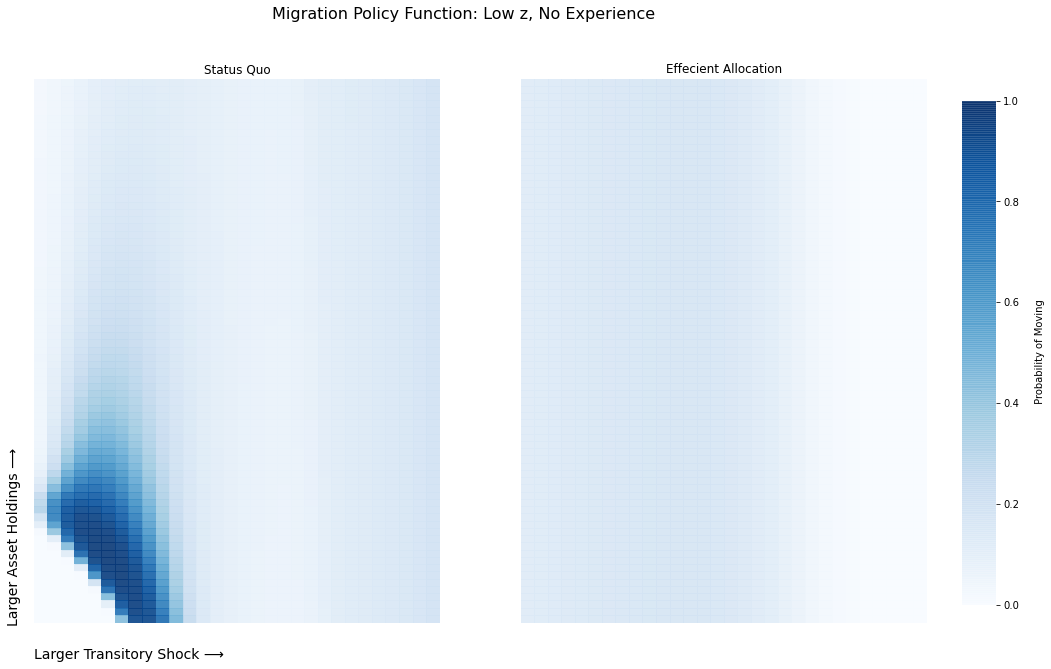 Migration Policy Function: Low z, No Experience
Status Quo
Effecient Allocation
1.0
0.8
0.6
0.4
0.2
0.0
Probability of Moving
Larger Asset Holdings ⟶
Larger Transitory Shock ⟶